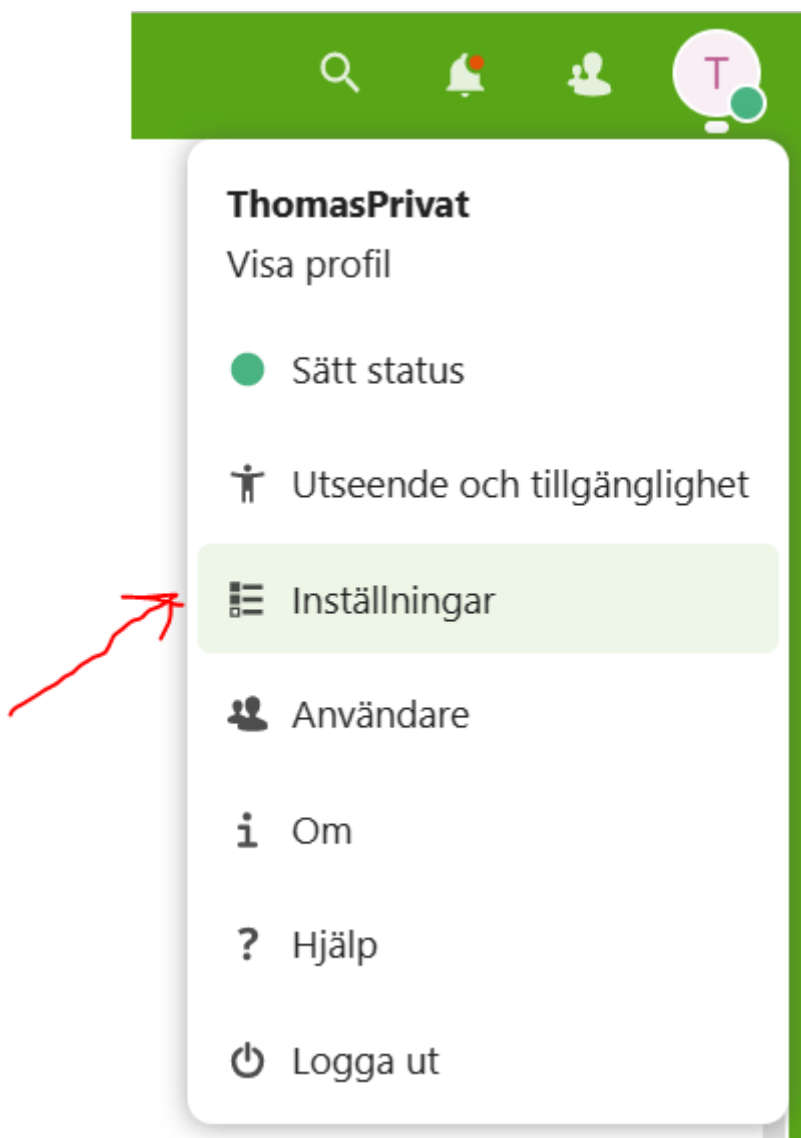 T
ThomasPrivat
Visa profil
Sätt status
Utseende och tillgänglighet
Inställningar
Användare
Om
Hjälp
Logga ut